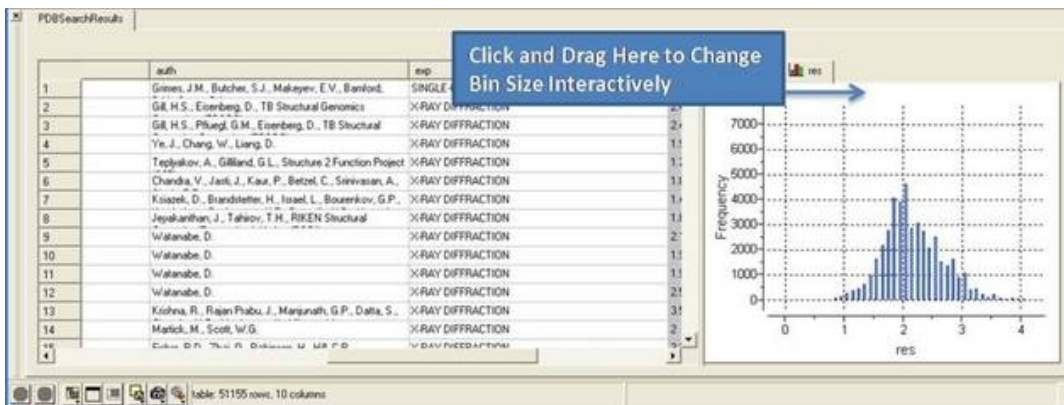 PDBSearchResults
Click and Drag Here to Change
Bin Size Interactively
res
auth exp
1 Grimes, J.M., Butcher, S.J., Makeyev, E.V., Bamford, SINGLE
2 Gill, H.S., Eisenberg, D., TB Structural Genomics X-RAY DIFFRACTION
3 Gill, H.S., Pfluegl, G.M., Eisenberg, D., TB Structural X-RAY DIFFRACTION
4 Ye, J., Chang, W., Liang, D. X-RAY DIFFRACTION
5 Teplyakov, A., Gilliland, G.L., Structure 2 Function Project X-RAY DIFFRACTION
6 Chandra, V., Jasti, J., Kaur, P., Betzel, C., Srinivasan, A., X-RAY DIFFRACTION
7 Ksiazek, D., Brandstetter, H., Israel, L., Bourenkov, G.P., X-RAY DIFFRACTION
8 Jeyakanthan, J., Tahirov, T.H., RIKEN Structural X-RAY DIFFRACTION
9 Watanabe, D. X-RAY DIFFRACTION
10 Watanabe, D. X-RAY DIFFRACTION
11 Watanabe, D. X-RAY DIFFRACTION
12 Watanabe, D. X-RAY DIFFRACTION
13 Krishna, R., Rajan Prabu, J., Manjunath, G.P., Datta, S., X-RAY DIFFRACTION
14 Martick, M., Scott, W.G. X-RAY DIFFRACTION 2
7000
6000
5000
4000
3000
2000
1000
0
Frequency
0 1 2 3 4
res
table: 51155 rows, 10 columns